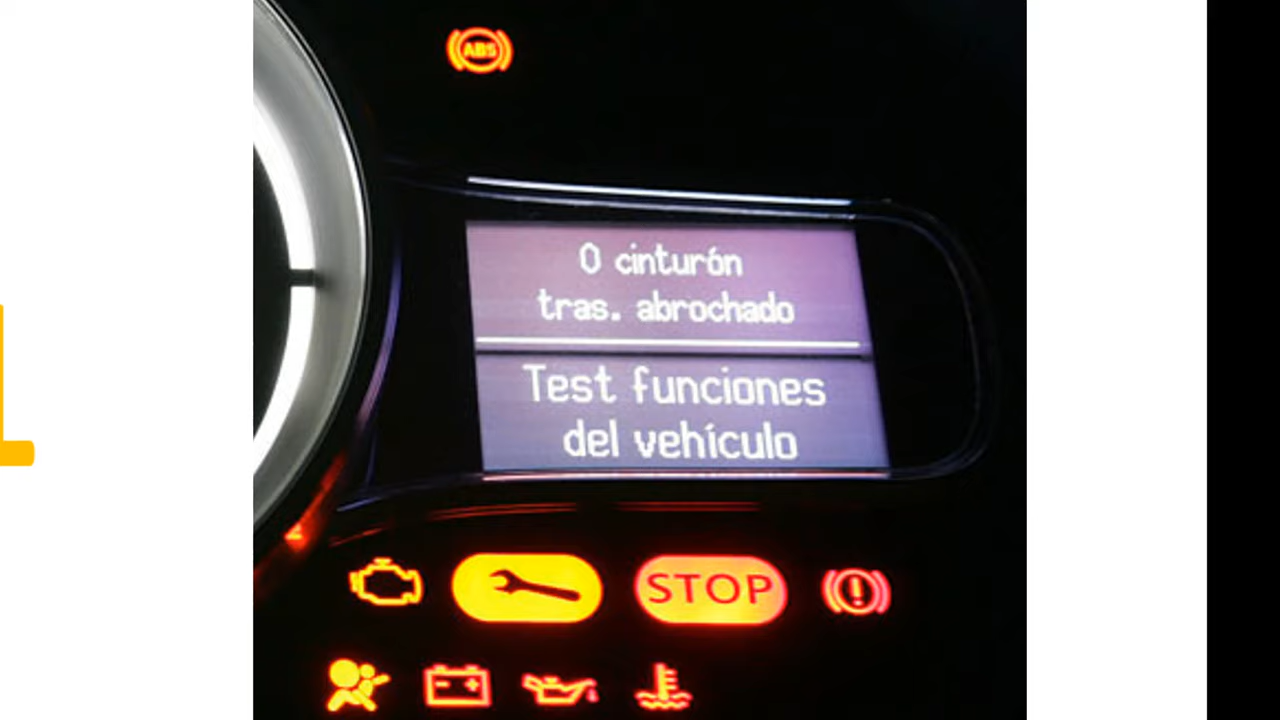 ABS
0 cinturón
tras. abrochado
Test funciones
del vehículo
STOP